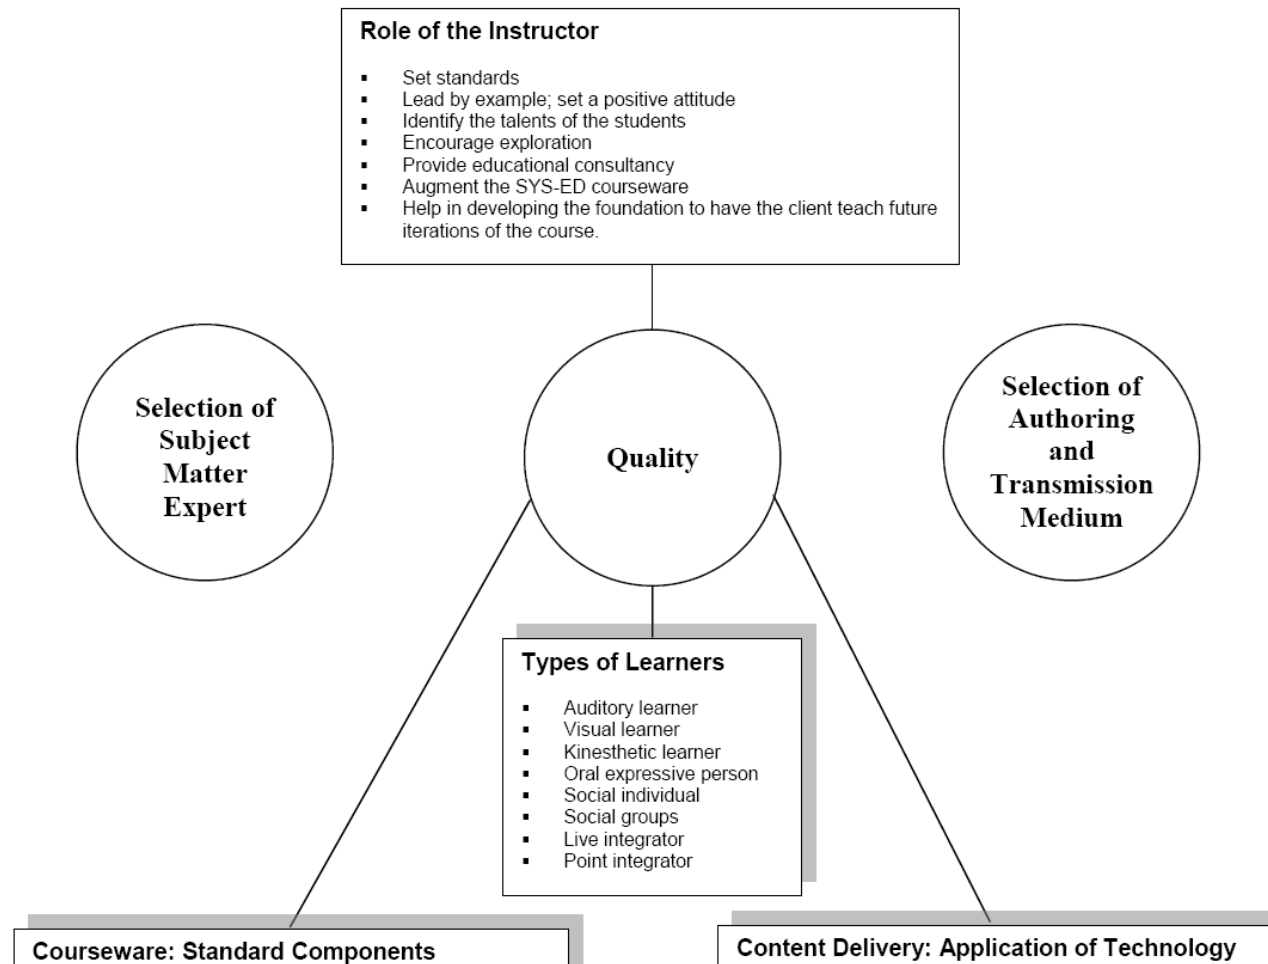 Role of the Instructor
▪ Set standards
▪ Lead by example; set a positive attitude
▪ Identify the talents of the students
▪ Encourage exploration
▪ Provide educational consultancy
▪ Augment the SYS-ED courseware
▪ Help in developing the foundation to have the client teach future
iterations of the course.
Selection of
Subject
Matter
Expert
Quality
Selection of
Authoring
and
Transmission
Medium
Types of Learners
▪ Auditory learner
▪ Visual learner
▪ Kinesthetic learner
▪ Oral expressive person
▪ Social individual
▪ Social groups
▪ Live integrator
▪ Point integrator
Courseware: Standard Components
Content Delivery: Application of Technology